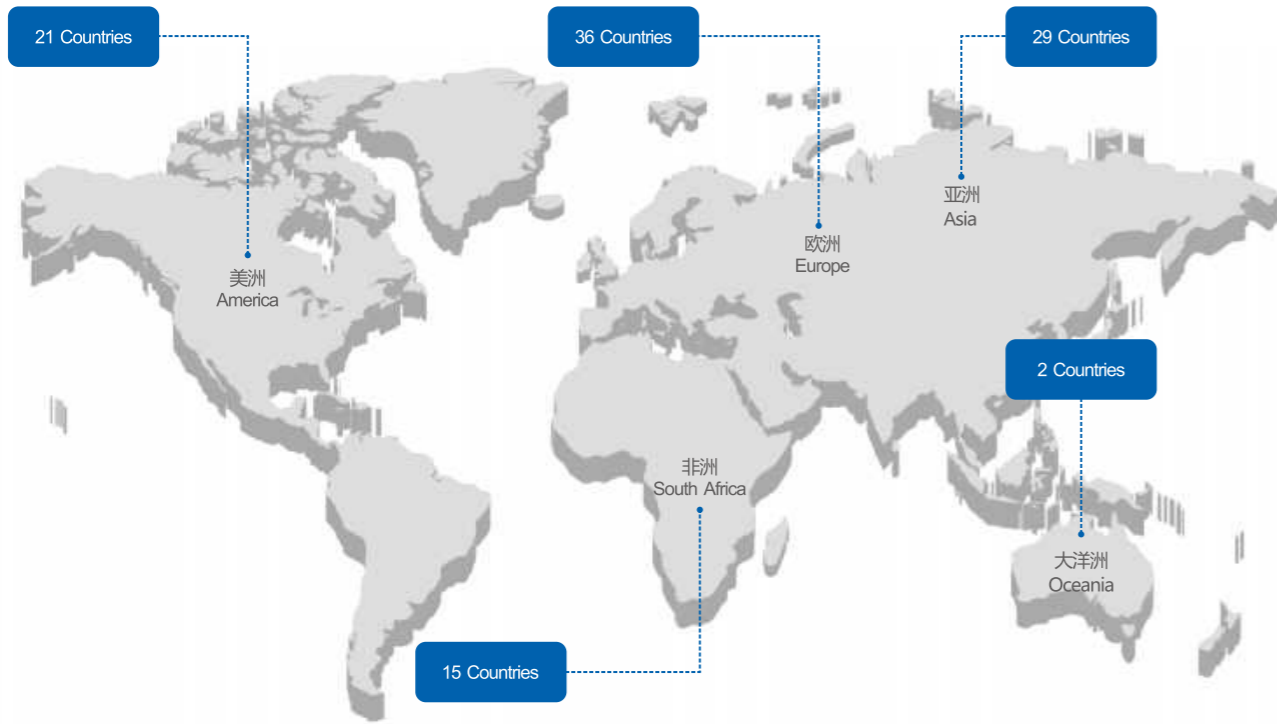 21 Countries
36 Countries
29 Countries
亚洲
Asia
欧洲
Europe
美洲
America
2 Countries
非洲
South Africa
大洋洲
Oceania
15 Countries